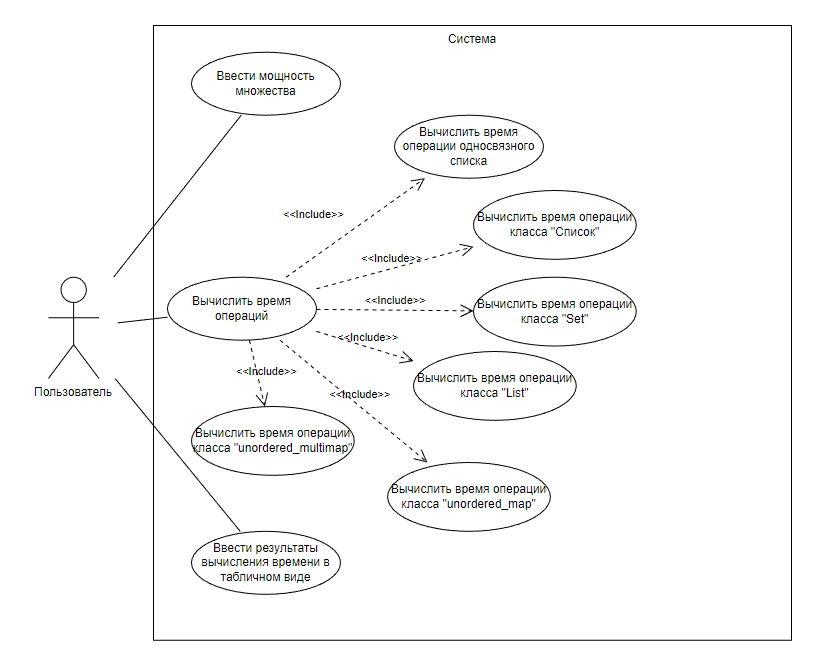 Система
Ввести мощность
множества
Вычислить время
операции односвязного
списка
<<Include>>
Вычислить время операции
класса "Список"
<<Include>>
Вычислить время
операций
<<Include>>
Вычислить время операции
класса "Set"
<<Include>>
Вычислить время операции
класса "List"
<<Include>>
<<Include>>
Пользователь
Вычислить время операции
класса "unordered_multimap"
Вычислить время операции
класса "unordered_map"
Ввести результаты
вычисления времени в
табличном виде